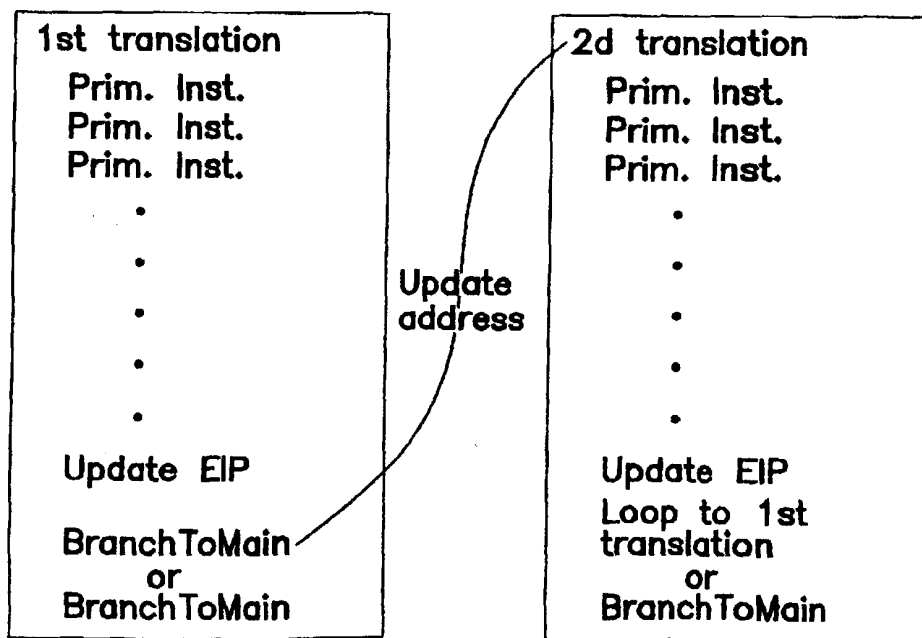 1st translation
Prim. Inst.
Prim. Inst.
Prim. Inst.
Update EIP
BranchToMain
or
BranchToMain
Update
address
2d translation
Prim. Inst.
Prim. Inst.
Prim. Inst.
Update EIP
Loop to 1st
translation
or
BranchToMain